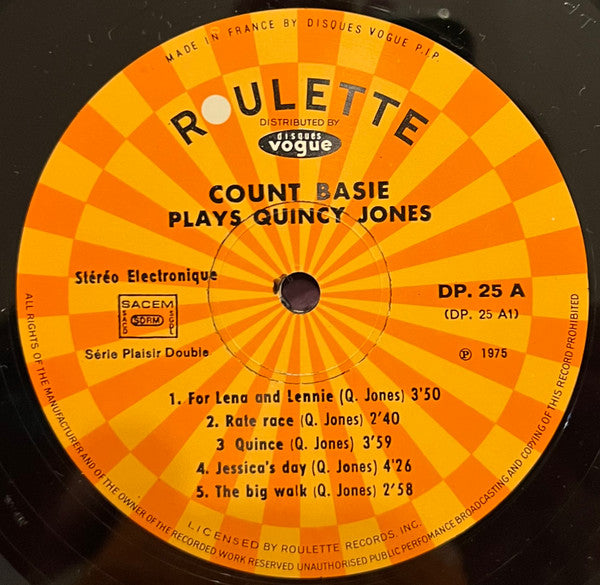 MADE IN FRANCE BY DISQUES VOGUE P.I.P.
ROULETTE
DISTRIBUTED BY
disques
vogue
COUNT BASIE
PLAYS QUINCY JONES
Stéréo Electronique
DP. 25 A
(DP. 25 A1)
SACEM
SACD
SDRM
SGDL
Série Plaisir Double
Ⓟ 1975
1. For Lena and Lennie (Q. Jones) 3'50
2. Rate race (Q. Jones) 2'40
3 Quince (Q. Jones) 3'59
4. Jessica's day (Q. Jones) 4'26
5. The big walk (Q. Jones) 2'58
LICENSED BY ROULETTE RECORDS, INC.
ALL RIGHTS OF THE MANUFACTURER AND OF THE OWNER OF THE RECORDED WORK RESERVED UNAUTHORISED PUBLIC PERFOMANCE BROADCASTING AND COPYING OF THIS RECORD PROHIBITED